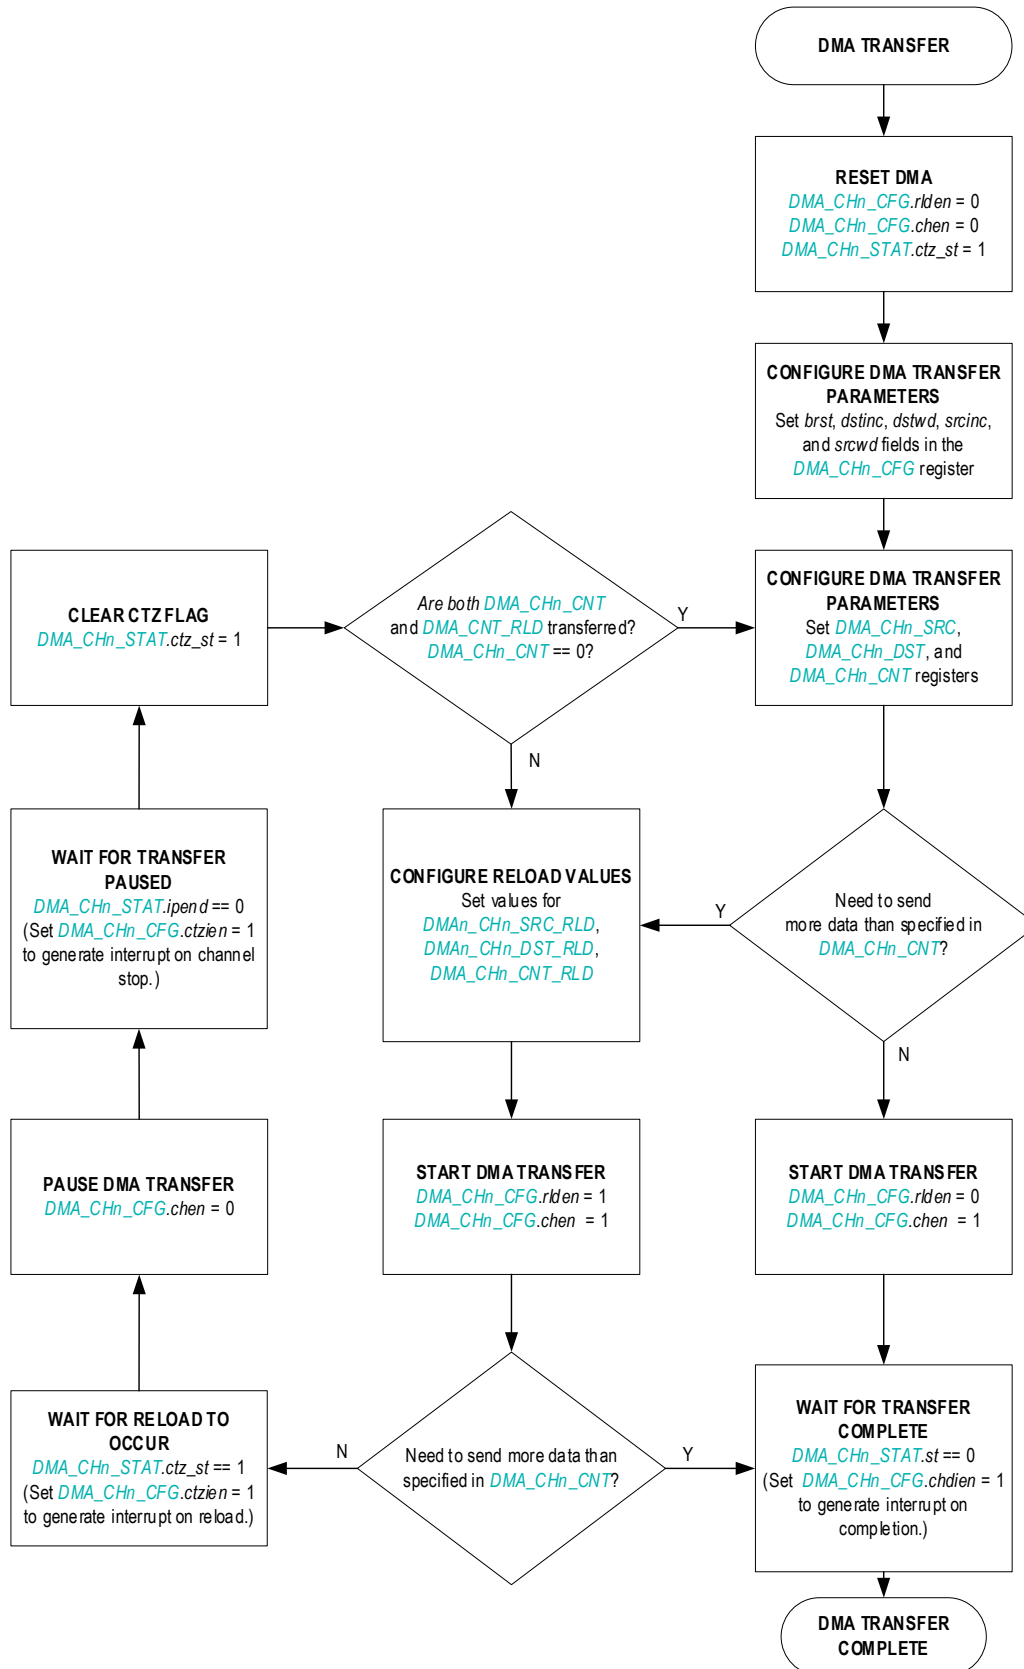 DMA TRANSFER
RESET DMA
DMA_CHn_CFG.rlden = 0
DMA_CHn_CFG.chen = 0
DMA_CHn_STAT.ctz_st = 1
CONFIGURE DMA TRANSFER
PARAMETERS
Set brst, dstinc, dstwd, srcinc,
and srcwd fields in the
DMA_CHn_CFG register
CLEAR CTZ FLAG
DMA_CHn_STAT.ctz_st = 1
Are both DMA_CHn_CNT
and DMA_CNT_RLD transferred?
DMA_CHn_CNT == 0?
Y
N
CONFIGURE DMA TRANSFER
PARAMETERS
Set DMA_CHn_SRC,
DMA_CHn_DST, and
DMA_CHn_CNT registers
WAIT FOR TRANSFER
PAUSED
DMA_CHn_STAT.ipend == 0
(Set DMA_CHn_CFG.ctzien = 1
to generate interrupt on channel
stop.)
CONFIGURE RELOAD VALUES
Set values for
DMAn_CHn_SRC_RLD,
DMAn_CHn_DST_RLD,
DMA_CHn_CNT_RLD
Y
Need to send
more data than specified in
DMA_CHn_CNT?
N
PAUSE DMA TRANSFER
DMA_CHn_CFG.chen = 0
START DMA TRANSFER
DMA_CHn_CFG.rlden = 1
DMA_CHn_CFG.chen = 1
START DMA TRANSFER
DMA_CHn_CFG.rlden = 0
DMA_CHn_CFG.chen = 1
WAIT FOR RELOAD TO
OCCUR
DMA_CHn_STAT.ctz_st == 1
(Set DMA_CHn_CFG.ctzien = 1
to generate interrupt on reload.)
N
Need to send more data than
specified in DMA_CHn_CNT?
Y
WAIT FOR TRANSFER
COMPLETE
DMA_CHn_STAT.st == 0
(Set DMA_CHn_CFG.chdien = 1
to generate interrupt on
completion.)
DMA TRANSFER
COMPLETE